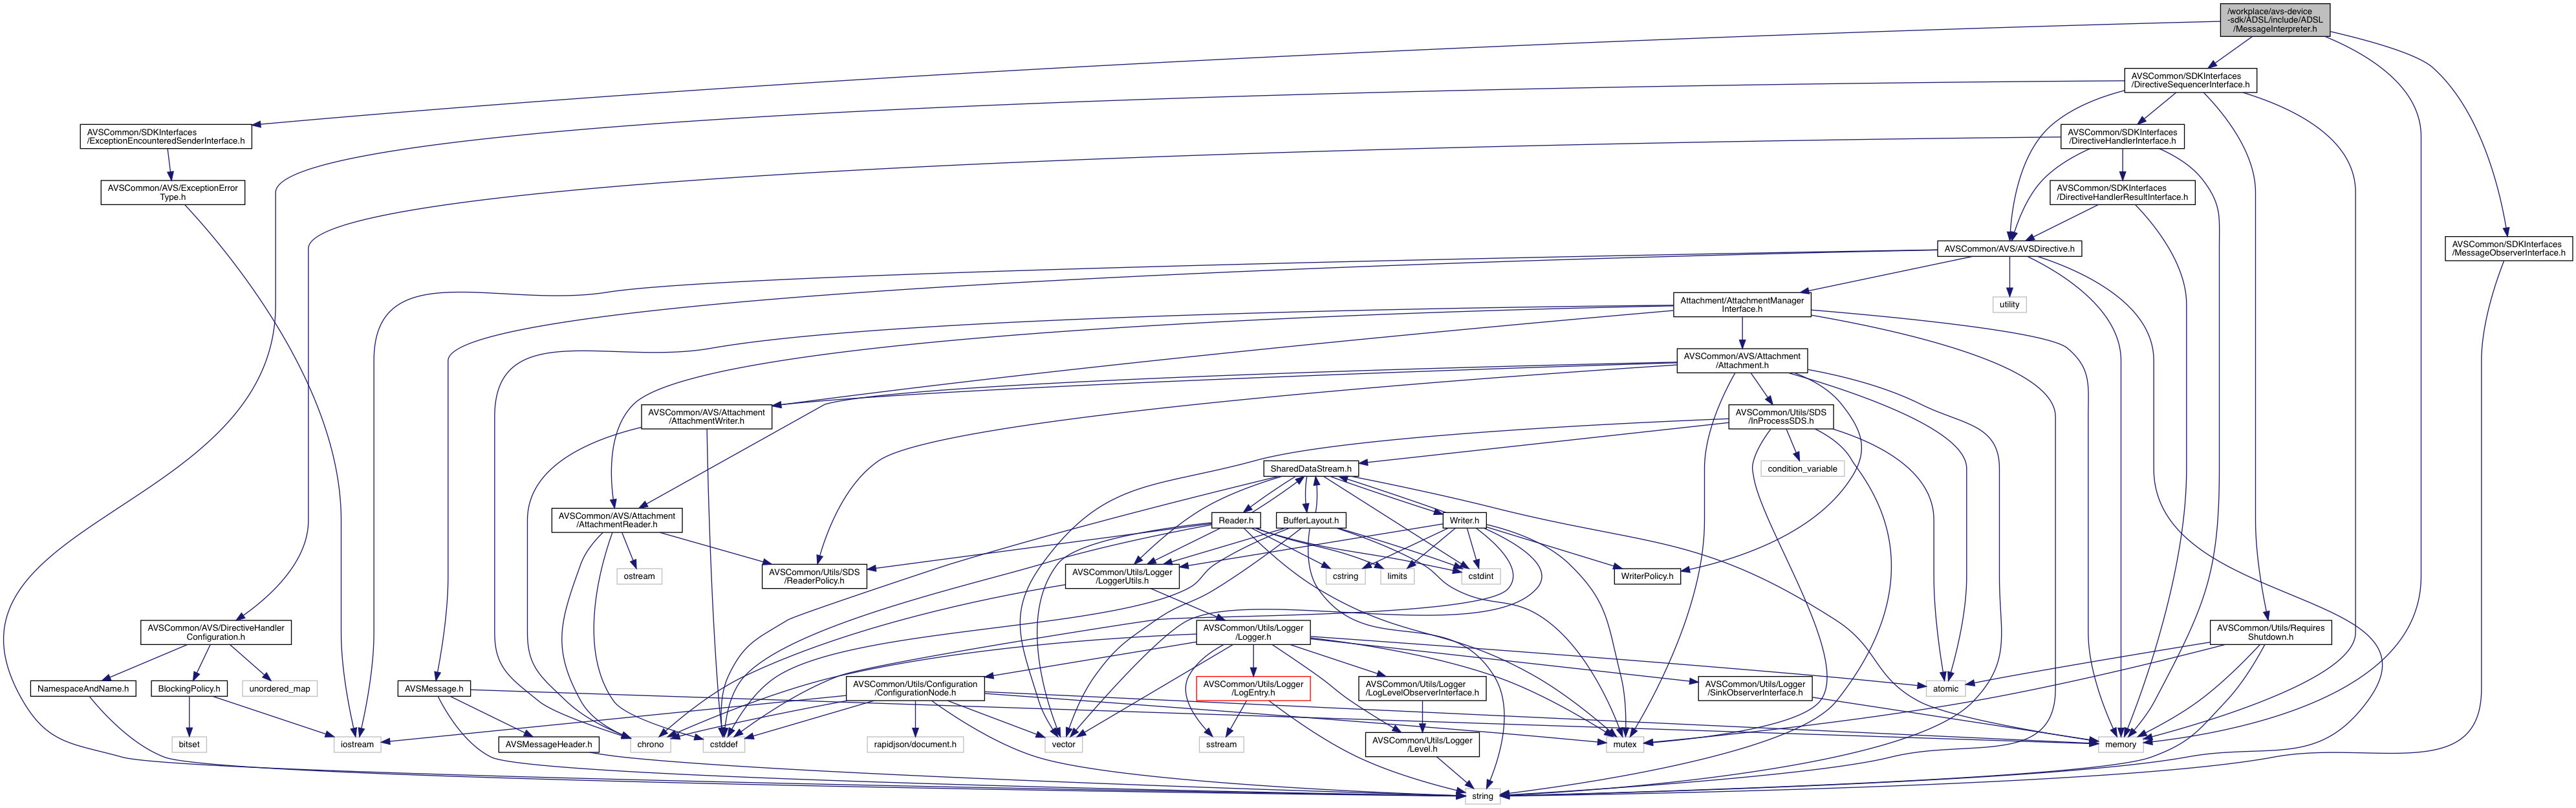 /workplace/avs-device
-sdk/ADSL/include/ADSL
/MessageInterpreter.h
AVSCommon/SDKInterfaces
/DirectiveSequencerInterface.h
AVSCommon/SDKInterfaces
/ExceptionEncounteredSenderInterface.h
AVSCommon/SDKInterfaces
/DirectiveHandlerInterface.h
AVSCommon/AVS/ExceptionError
Type.h
AVSCommon/SDKInterfaces
/DirectiveHandlerResultInterface.h
AVSCommon/AVS/AVSDirective.h
AVSCommon/SDKInterfaces
/MessageObserverInterface.h
Attachment/AttachmentManager
Interface.h
utility
AVSCommon/AVS/Attachment
/Attachment.h
AVSCommon/AVS/Attachment
/AttachmentWriter.h
AVSCommon/Utils/SDS
/InProcessSDS.h
SharedDataStream.h
condition_variable
AVSCommon/AVS/Attachment
/AttachmentReader.h
Reader.h
BufferLayout.h
Writer.h
ostream
AVSCommon/Utils/SDS
/ReaderPolicy.h
AVSCommon/Utils/Logger
/LoggerUtils.h
cstring
limits
cstdint
WriterPolicy.h
AVSCommon/AVS/DirectiveHandler
Configuration.h
AVSCommon/Utils/Logger
/Logger.h
AVSCommon/Utils/Requires
Shutdown.h
NamespaceAndName.h
BlockingPolicy.h
unordered_map
AVSMessage.h
AVSCommon/Utils/Configuration
/ConfigurationNode.h
AVSCommon/Utils/Logger
/LogEntry.h
AVSCommon/Utils/Logger
/LogLevelObserverInterface.h
AVSCommon/Utils/Logger
/SinkObserverInterface.h
atomic
bitset
iostream
AVSMessageHeader.h
chrono
cstddef
rapidjson/document.h
vector
sstream
AVSCommon/Utils/Logger
/Level.h
mutex
memory
string